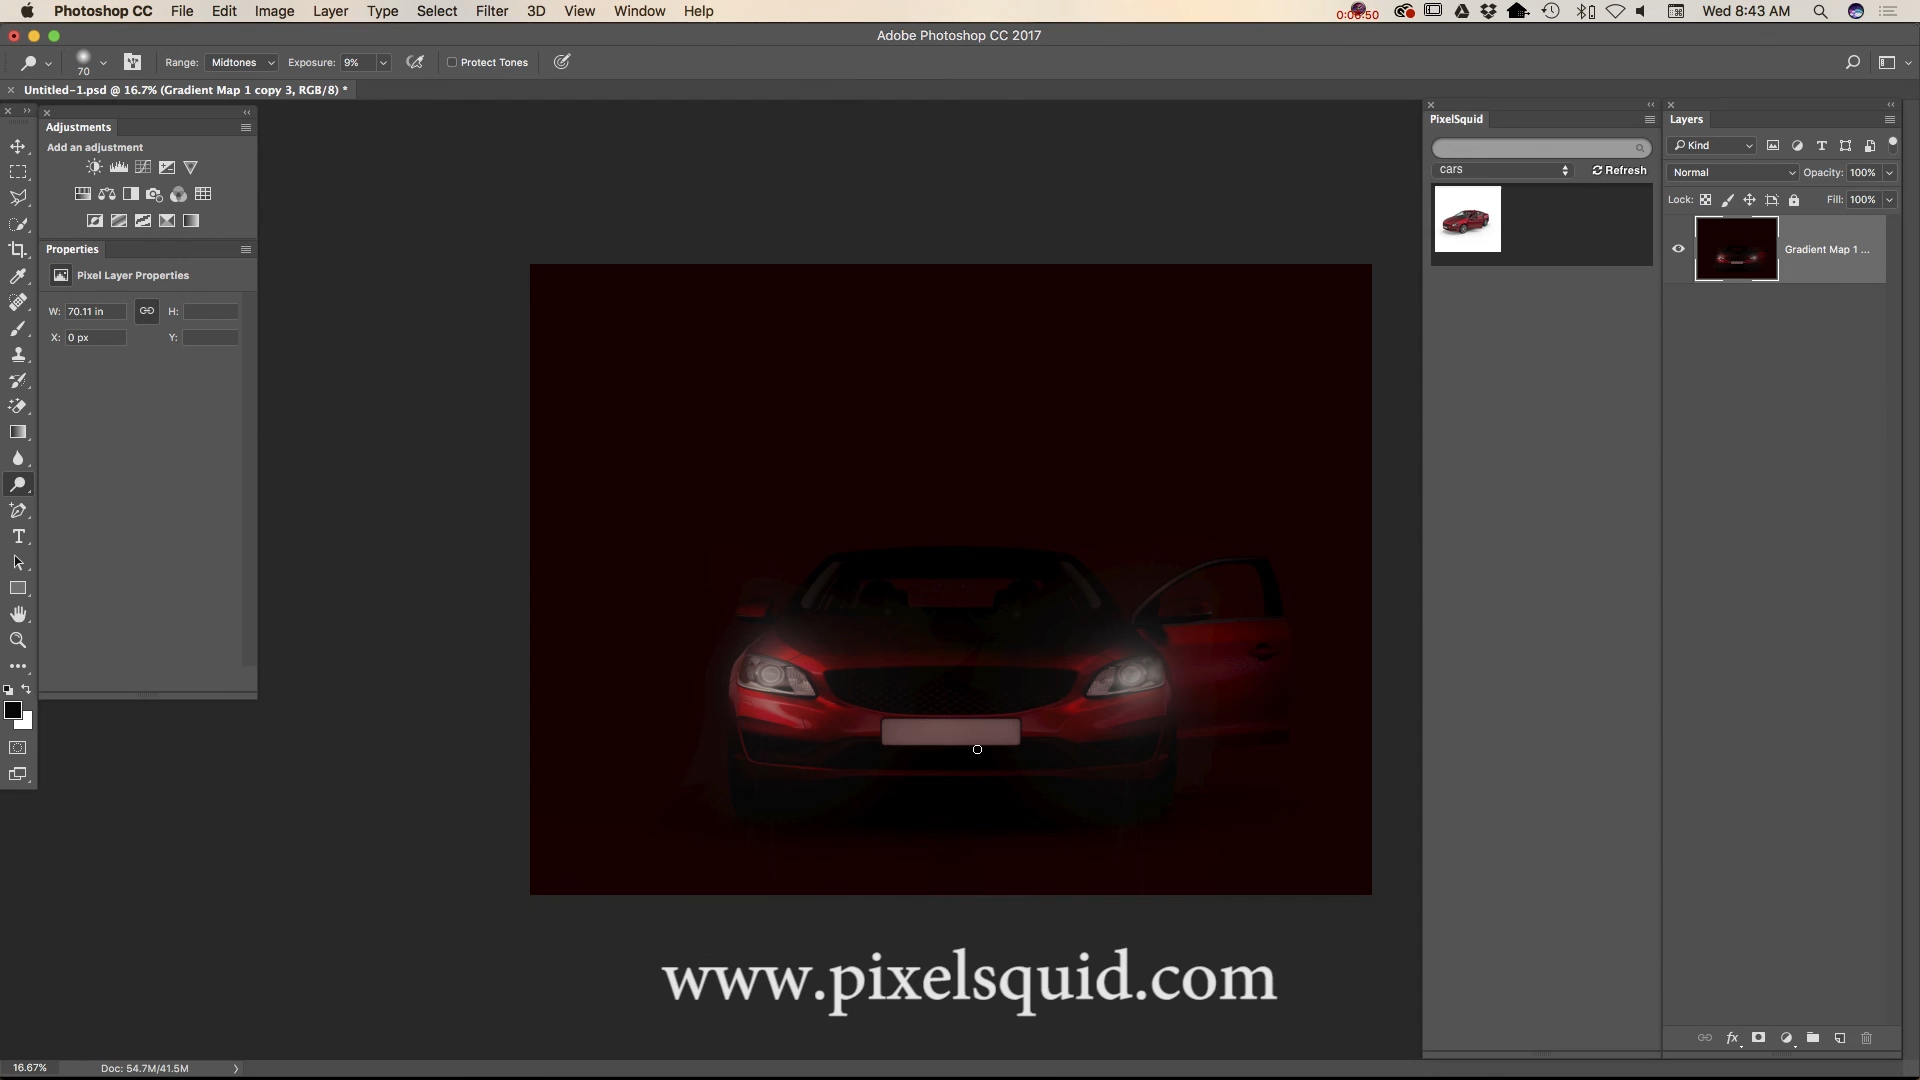 Photoshop CC File Edit Image Layer Type Select Filter 3D View Window Help
0:06:50
Wed 8:43 AM
Adobe Photoshop CC 2017
70
Range: Midtones Exposure: 9% Protect Tones
Untitled-1.psd @ 16.7% (Gradient Map 1 copy 3, RGB/8) *
Adjustments
Add an adjustment
Properties
Pixel Layer Properties
W: 70.11 in H:
X: 0 px Y:
PixelSquid
cars Refresh
Layers
Kind
Normal Opacity: 100%
Lock: Fill: 100%
Gradient Map 1 ...
fx
www.pixelsquid.com
16.67% Doc: 54.7M/41.5M